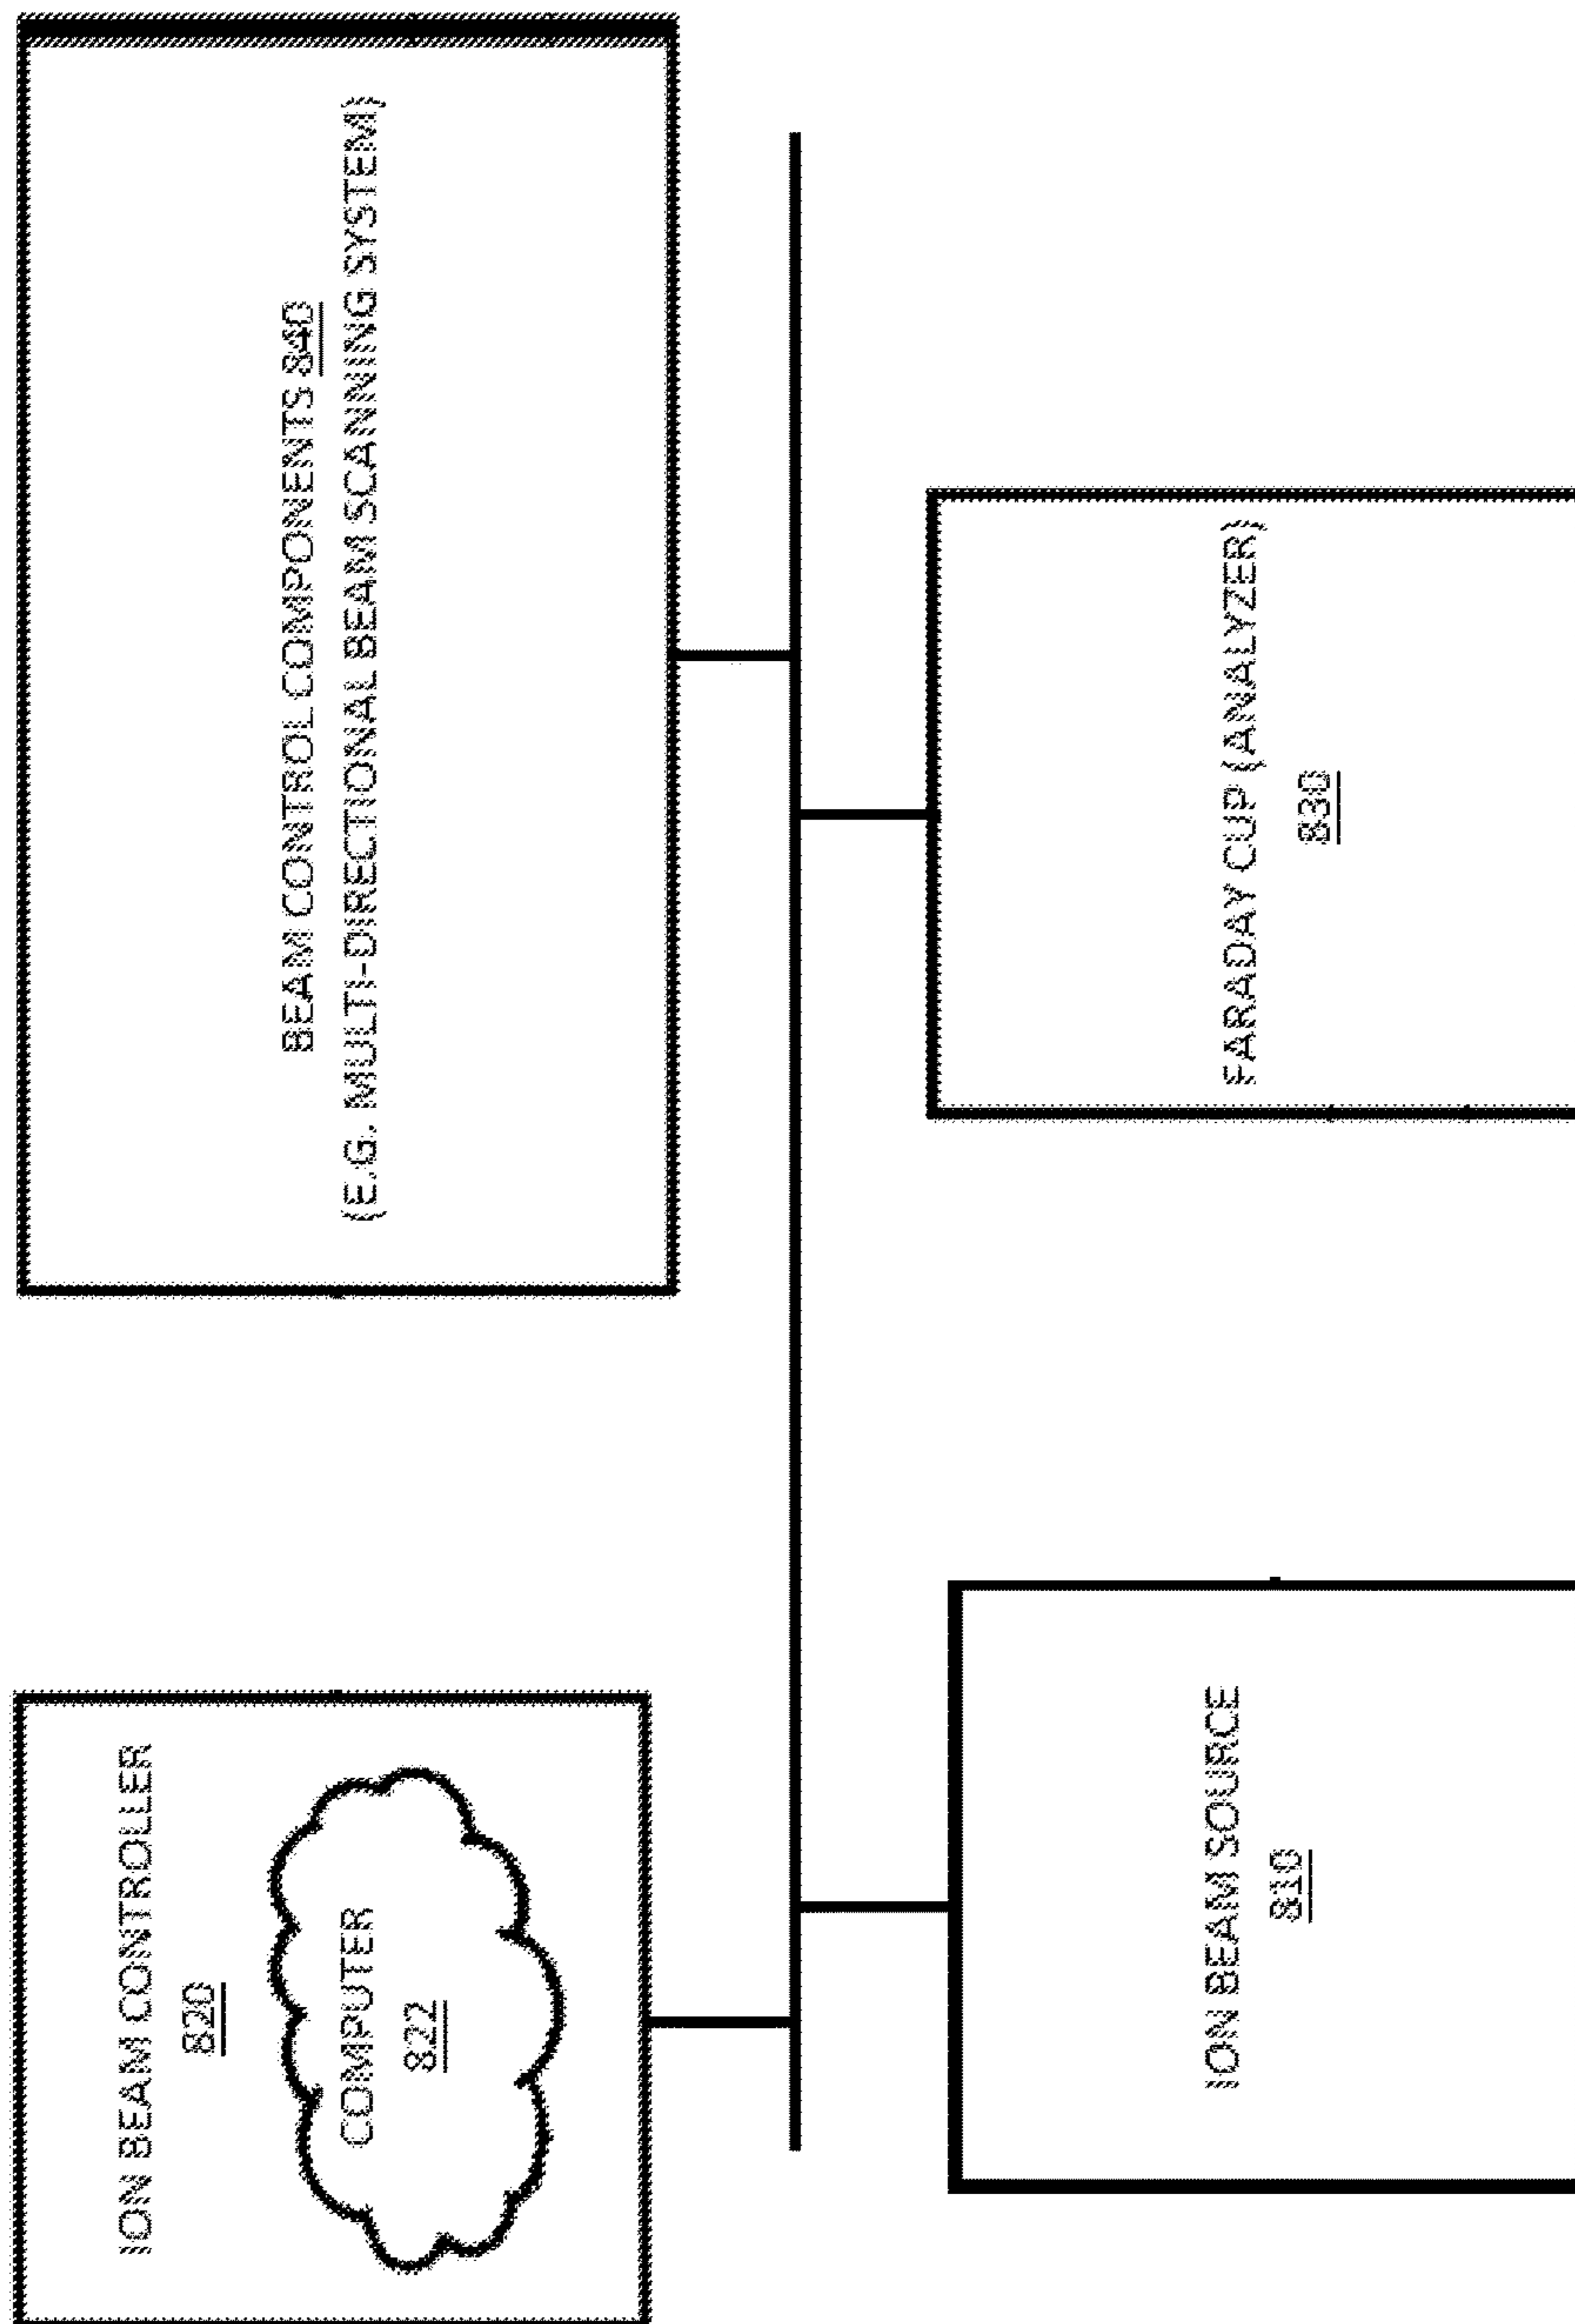 ION BEAM CONTROLLER
820
COMPUTER
822
BEAM CONTROL COMPONENTS 840
(E.G. MULTI-DIRECTIONAL BEAM SCANNING SYSTEM)
ION BEAM SOURCE
810
FARADAY CUP (ANALYZER)
830